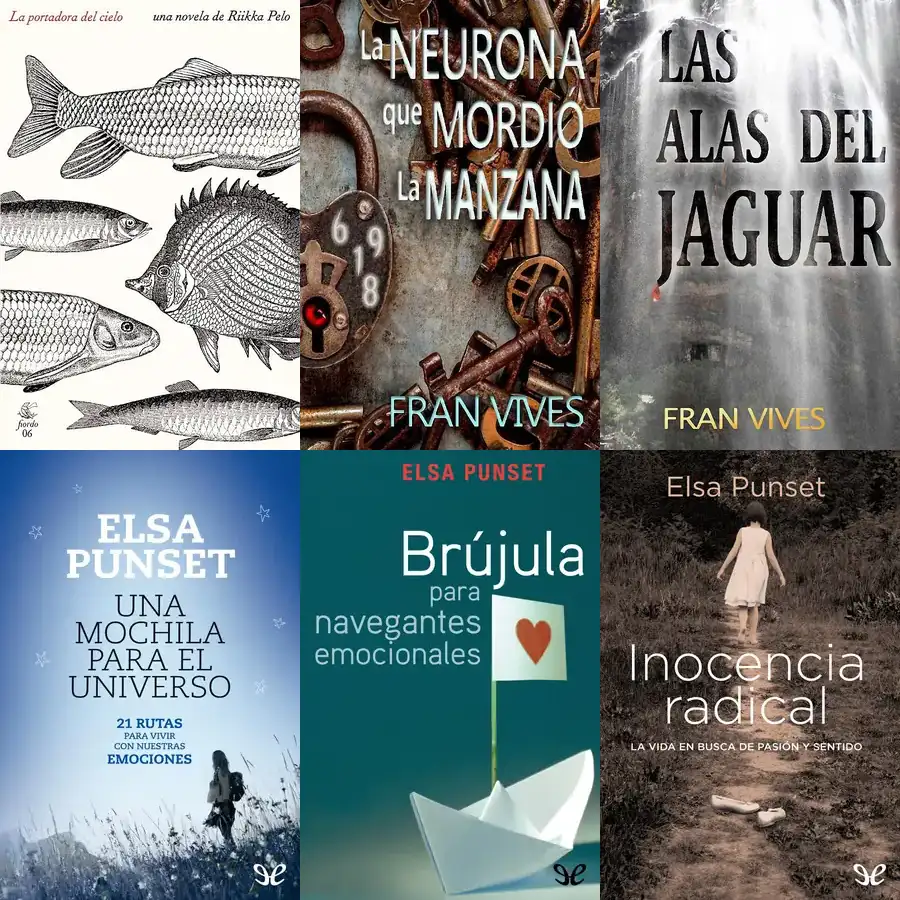 La portadora del cielo una novela de Riikka Pelo
fiordo
06
La NEURONA
que MORDIO
La MANZANA
6 9
1
8
FRAN VIVES
LAS
ALAS DEL
JAGUAR
FRAN VIVES
ELSA
PUNSET
UNA
MOCHILA
PARA EL
UNIVERSO
21 RUTAS
PARA VIVIR
CON NUESTRAS
EMOCIONES
ELSA PUNSET
Brújula
para
navegantes
emocionales
Elsa Punset
Inocencia
radical
LA VIDA EN BUSCA DE PASIÓN Y SENTIDO